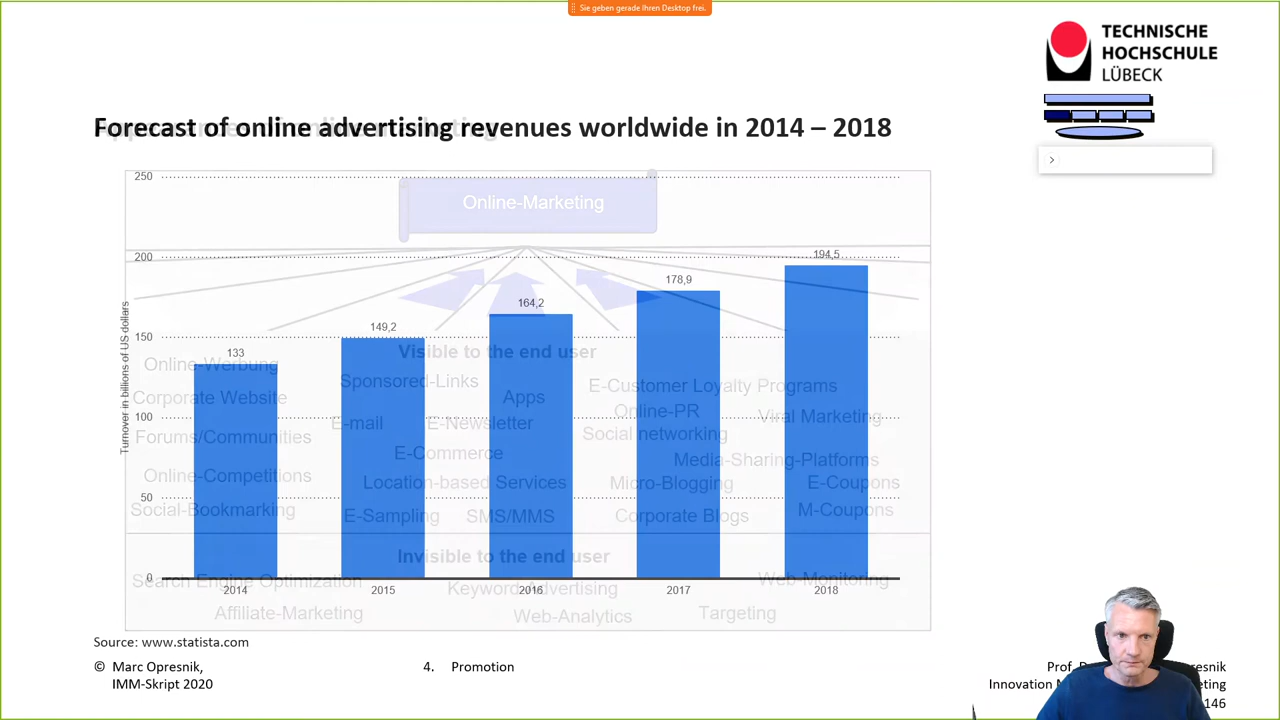 Sie geben gerade Ihren Desktop frei.
TECHNISCHE
HOCHSCHULE
LÜBECK
Forecast of online advertising revenues worldwide in 2014 – 2018
Online-Marketing
Turnover in billions of US dollars
250
200
150
100
50
0
133
149,2
164,2
178,9
194,5
2014
2015
2016
2017
2018
Visible to the end user
Online-Werbung
Sponsored-Links
E-Customer Loyalty Programs
Corporate Website
Apps
Online-PR
Viral Marketing
E-mail
E-Newsletter
Forums/Communities
Social networking
E-Commerce
Media-Sharing-Platforms
Online-Competitions
Location-based Services
Micro-Blogging
E-Coupons
Social-Bookmarking
E-Sampling
SMS/MMS
Corporate Blogs
M-Coupons
Invisible to the end user
Search Engine Optimization
Keyword-Advertising
Web-Monitoring
Affiliate-Marketing
Web-Analytics
Targeting
Source: www.statista.com
© Marc Opresnik,
IMM-Skript 2020
4. Promotion
Prof.
Innovation
146